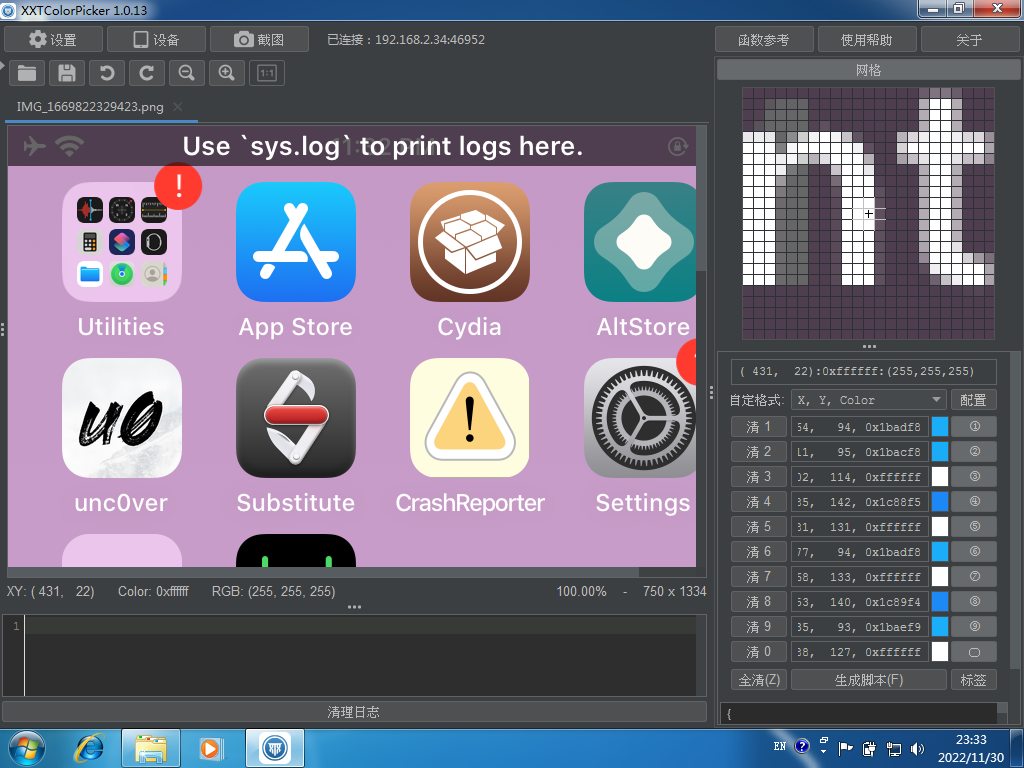 XXTColorPicker 1.0.13
设置
设备
截图
已连接：192.168.2.34:46952
函数参考
使用帮助
关于
1:1
网格
IMG_1669822329423.png
Use `sys.log` to print logs here.
Utilities
App Store
Cydia
AltStore
unc0ver
Substitute
CrashReporter
Settings
( 431,  22):0xffffff:(255,255,255)
自定格式:
X, Y, Color
配置
清 1
54,   94, 0x1badf8
①
清 2
11,   95, 0x1bacf8
②
清 3
02,  114, 0xffffff
③
清 4
35,  142, 0x1c88f5
④
清 5
31,  131, 0xffffff
⑤
清 6
77,   94, 0x1badf8
⑥
清 7
58,  133, 0xffffff
⑦
清 8
53,  140, 0x1c89f4
⑧
清 9
35,   93, 0x1baef9
⑨
清 0
38,  127, 0xffffff
全清(Z)
生成脚本(F)
标签
{
XY: ( 431,   22)
Color: 0xffffff
RGB: (255, 255, 255)
100.00%
-
750 x 1334
1
清理日志
EN
23:33
2022/11/30